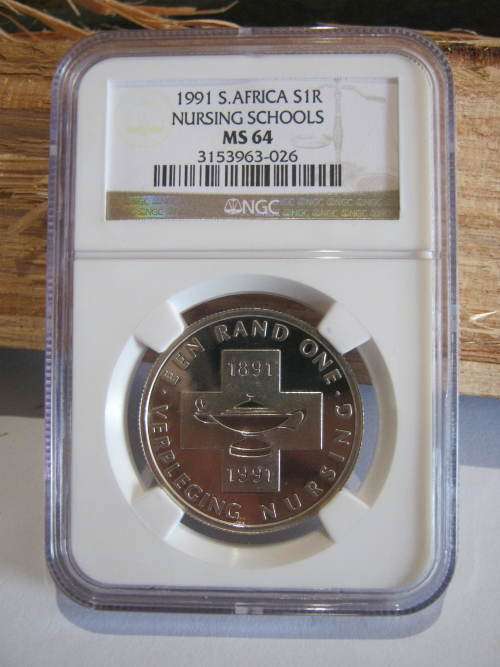 1991 S.AFRICA S1R
NURSING SCHOOLS
MS 64
3153963-026
NGC
EEN RAND ONE
1891
1991
VERPLEGING NURSING